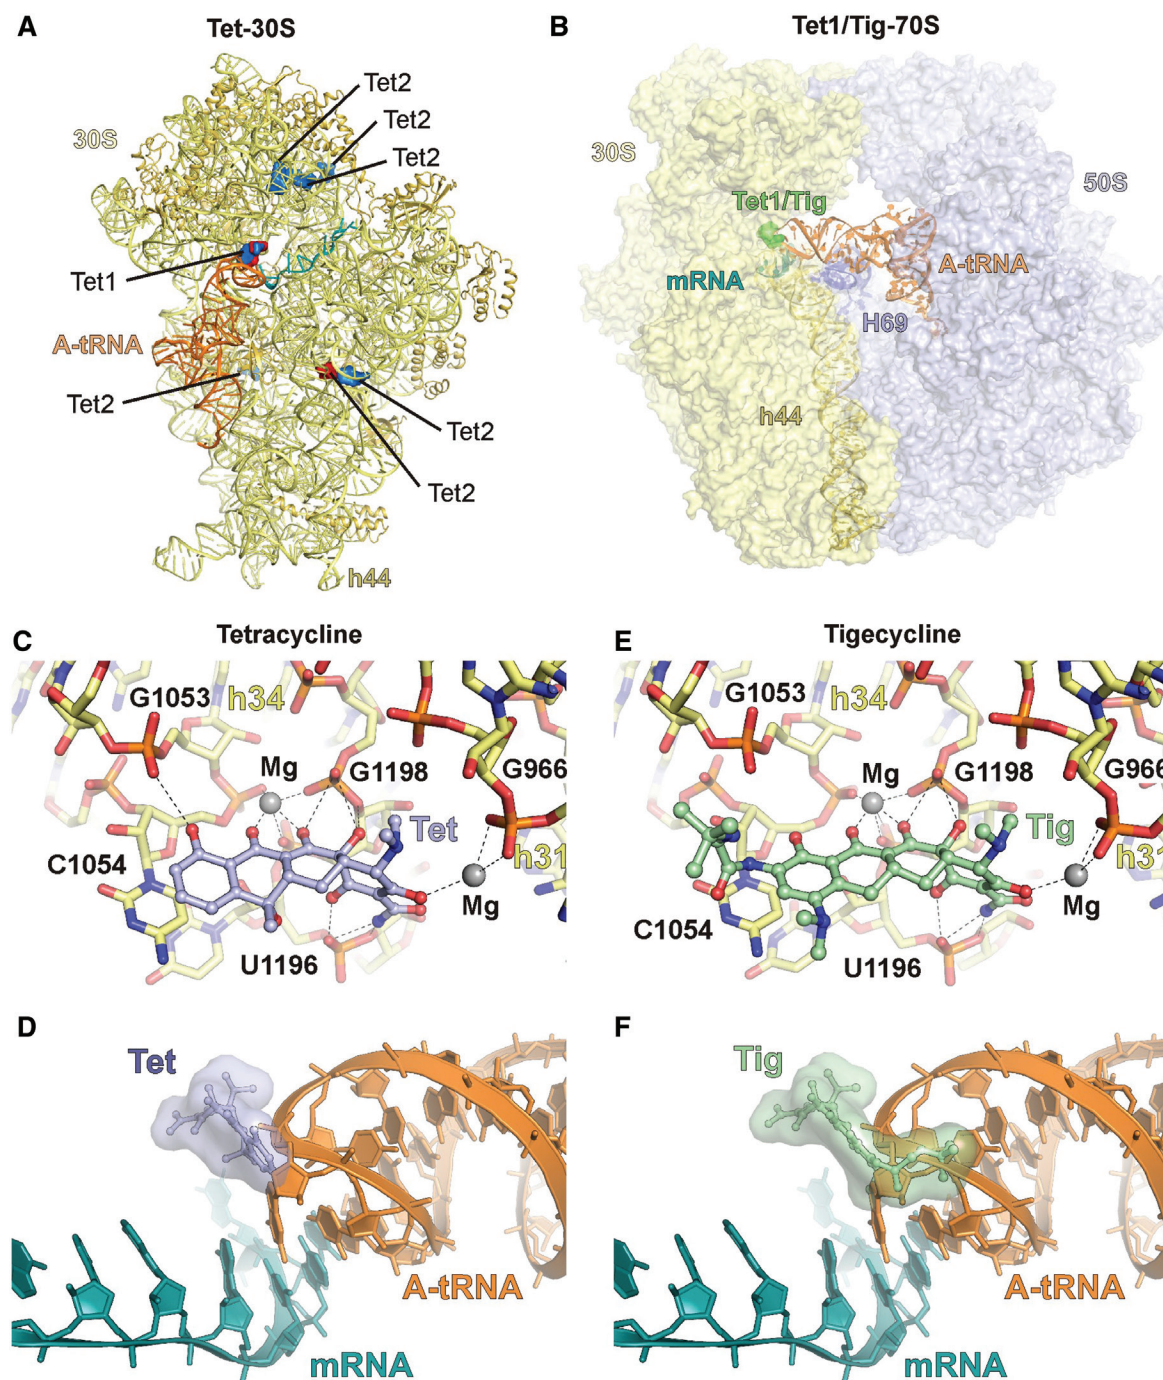 A
Tet-30S
Tet2
Tet2
Tet2
30S
Tet1
A-tRNA
Tet2
Tet2
Tet2
h44
B
Tet1/Tig-70S
30S
50S
Tet1/Tig
mRNA
A-tRNA
H69
h44
C
Tetracycline
G1053
h34
Mg
G1198
G966
Tet
h31
C1054
Mg
U1196
E
Tigecycline
G1053
h34
Mg
G1198
G966
Tig
h31
C1054
Mg
U1196
D
Tet
A-tRNA
mRNA
F
Tig
A-tRNA
mRNA